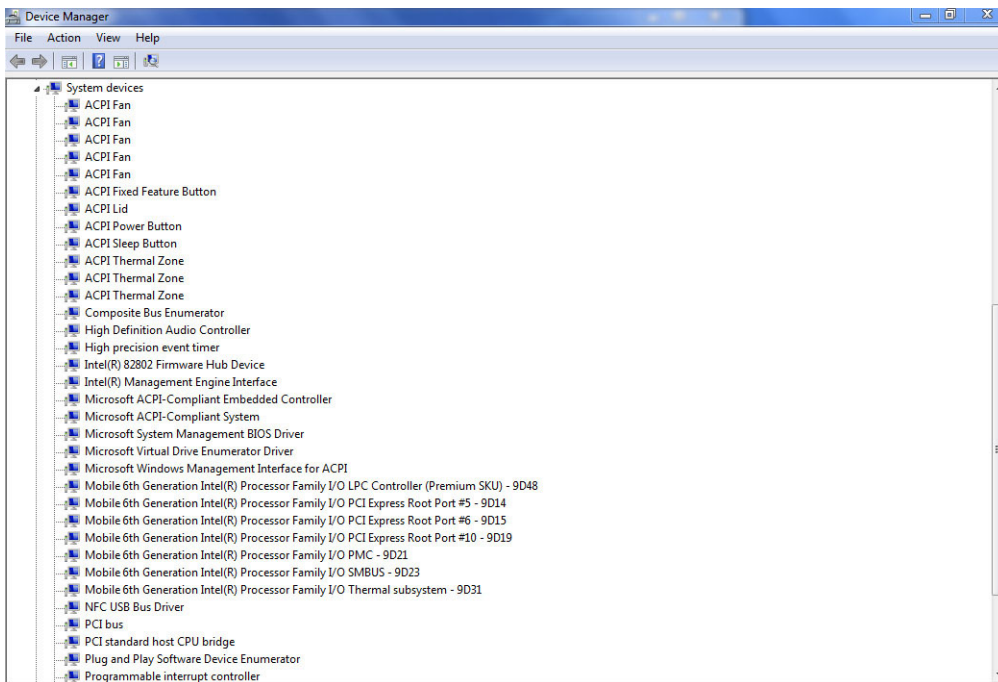 Device Manager
File Action View Help
System devices
ACPI Fan
ACPI Fan
ACPI Fan
ACPI Fan
ACPI Fan
ACPI Fixed Feature Button
ACPI Lid
ACPI Power Button
ACPI Sleep Button
ACPI Thermal Zone
ACPI Thermal Zone
ACPI Thermal Zone
Composite Bus Enumerator
High Definition Audio Controller
High precision event timer
Intel(R) 82802 Firmware Hub Device
Intel(R) Management Engine Interface
Microsoft ACPI-Compliant Embedded Controller
Microsoft ACPI-Compliant System
Microsoft System Management BIOS Driver
Microsoft Virtual Drive Enumerator Driver
Microsoft Windows Management Interface for ACPI
Mobile 6th Generation Intel(R) Processor Family I/O LPC Controller (Premium SKU) - 9D48
Mobile 6th Generation Intel(R) Processor Family I/O PCI Express Root Port #5 - 9D14
Mobile 6th Generation Intel(R) Processor Family I/O PCI Express Root Port #6 - 9D15
Mobile 6th Generation Intel(R) Processor Family I/O PCI Express Root Port #10 - 9D19
Mobile 6th Generation Intel(R) Processor Family I/O PMC - 9D21
Mobile 6th Generation Intel(R) Processor Family I/O SMBUS - 9D23
Mobile 6th Generation Intel(R) Processor Family I/O Thermal subsystem - 9D31
NFC USB Bus Driver
PCI bus
PCI standard host CPU bridge
Plug and Play Software Device Enumerator
Programmable interrupt controller